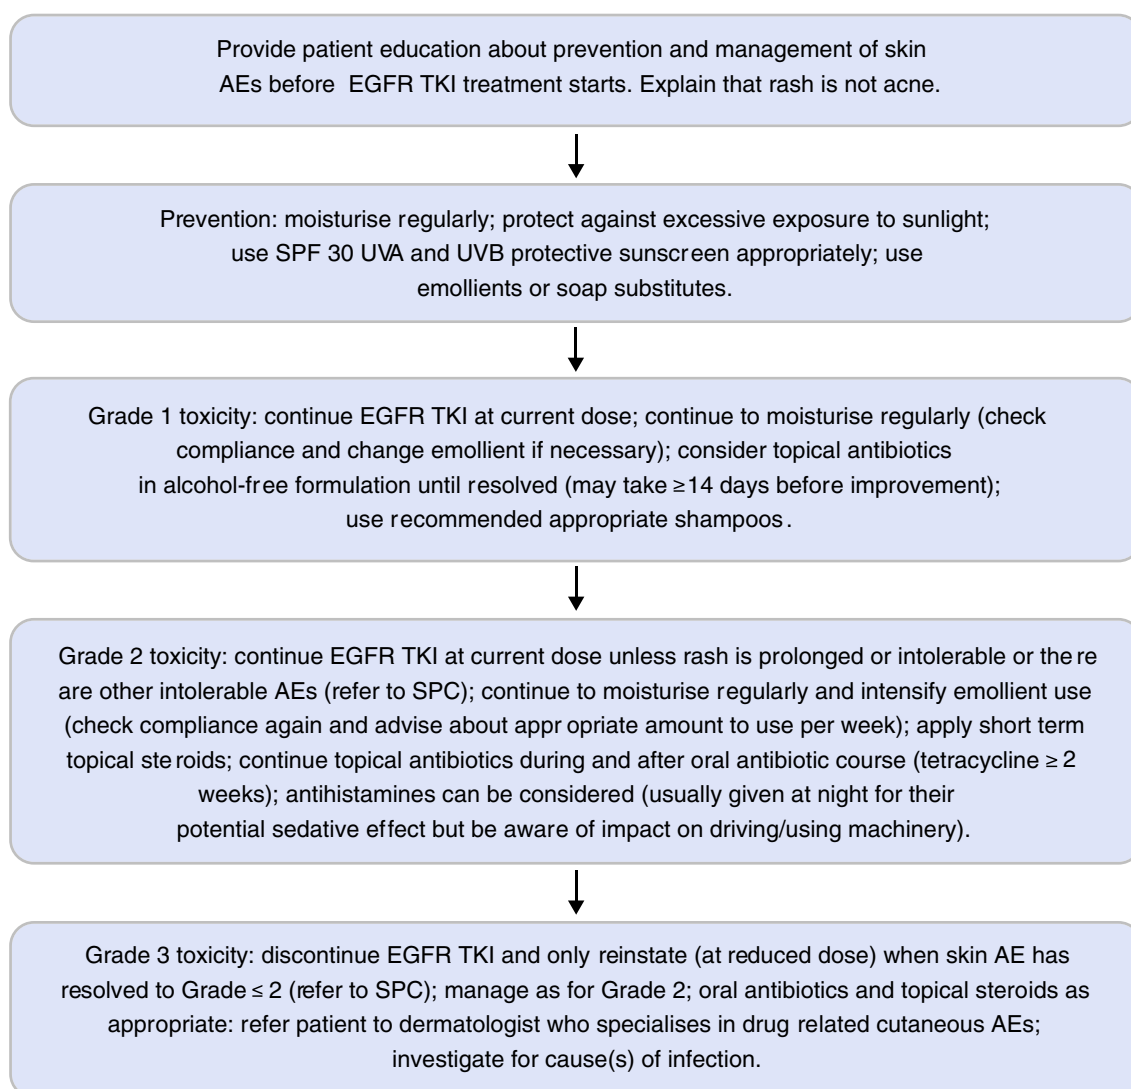 Provide patient education about prevention and management of skin
AEs before EGFR TKI treatment starts. Explain that rash is not acne.
Prevention: moisturise regularly; protect against excessive exposure to sunlight;
use SPF 30 UVA and UVB protective sunscreen appropriately; use
emollients or soap substitutes.
Grade 1 toxicity: continue EGFR TKI at current dose; continue to moisturise regularly (check
compliance and change emollient if necessary); consider topical antibiotics
in alcohol-free formulation until resolved (may take ≥14 days before improvement);
use recommended appropriate shampoos.
Grade 2 toxicity: continue EGFR TKI at current dose unless rash is prolonged or intolerable or there
are other intolerable AEs (refer to SPC); continue to moisturise regularly and intensify emollient use
(check compliance again and advise about appropriate amount to use per week); apply short term
topical steroids; continue topical antibiotics during and after oral antibiotic course (tetracycline ≥ 2
weeks); antihistamines can be considered (usually given at night for their
potential sedative effect but be aware of impact on driving/using machinery).
Grade 3 toxicity: discontinue EGFR TKI and only reinstate (at reduced dose) when skin AE has
resolved to Grade ≤ 2 (refer to SPC); manage as for Grade 2; oral antibiotics and topical steroids as
appropriate: refer patient to dermatologist who specialises in drug related cutaneous AEs;
investigate for cause(s) of infection.